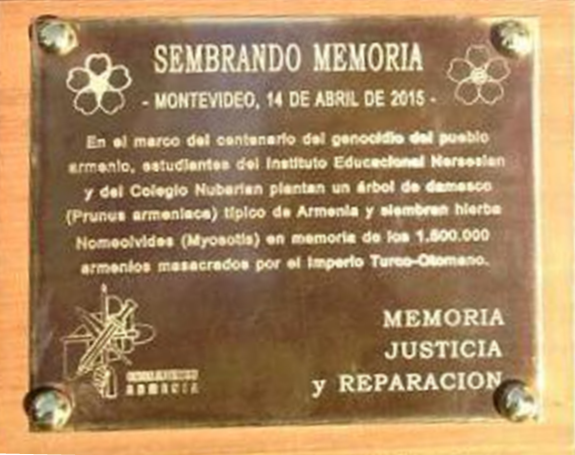 SEMBRANDO MEMORIA
- MONTEVIDEO, 14 DE ABRIL DE 2015 -
En el marco del centenario del genocidio del pueblo
armenio, estudiantes del Instituto Educacional Nersesian
y del Colegio Nubarian plantan un árbol de damasco
(Prunus armeniaca) típico de Armenia y siembran hierba
Nomeolvides (Myosotis) en memoria de los 1.500.000
armenios masacrados por el Imperio Turco-Otomano.
MEMORIA
JUSTICIA
y REPARACION
ARMENIA